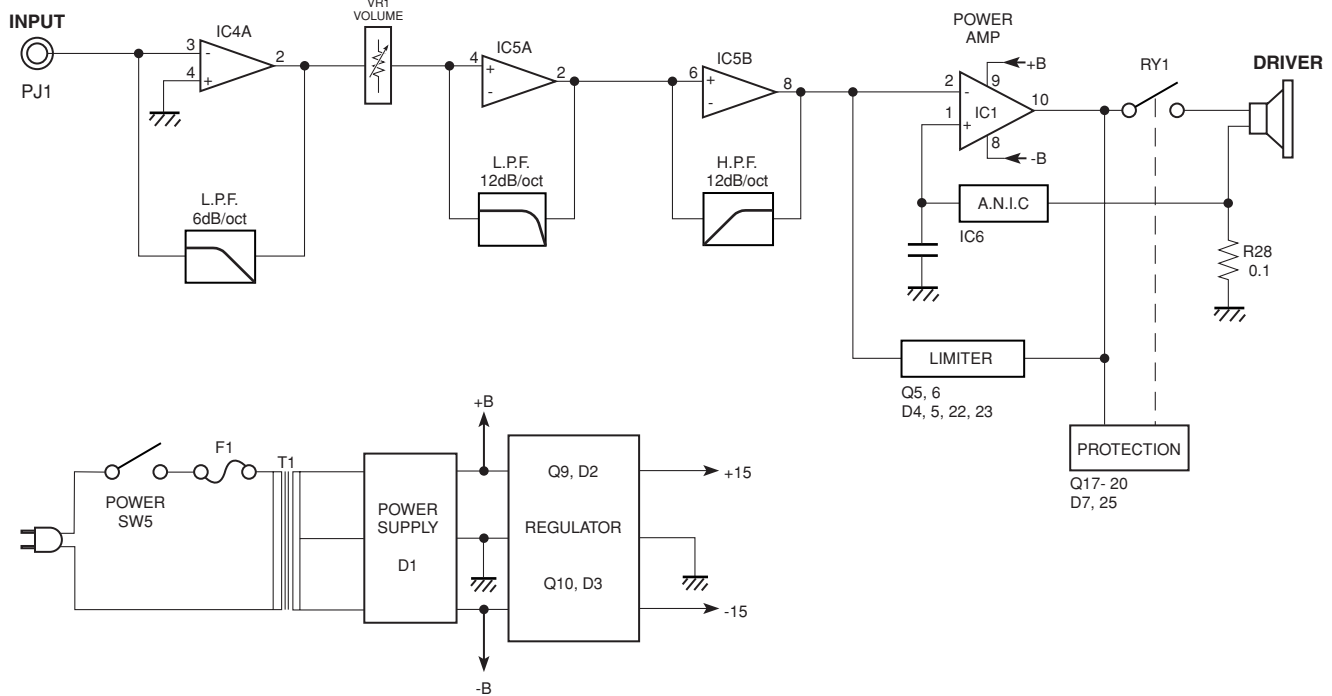 INPUT
PJ1
IC4A
3
-
4
+
2
L.P.F.
6dB/oct
VR1
VOLUME
IC5A
4
+
-
2
L.P.F.
12dB/oct
IC5B
6
+
-
8
H.P.F.
12dB/oct
POWER
AMP
+B
9
2
-
1
+
IC1
10
8
-B
A.N.I.C
IC6
RY1
DRIVER
R28
0.1
LIMITER
Q5, 6
D4, 5, 22, 23
PROTECTION
Q17- 20
D7, 25
POWER
SW5
F1
T1
POWER
SUPPLY
D1
+B
-B
Q9, D2
REGULATOR
Q10, D3
+15
-15